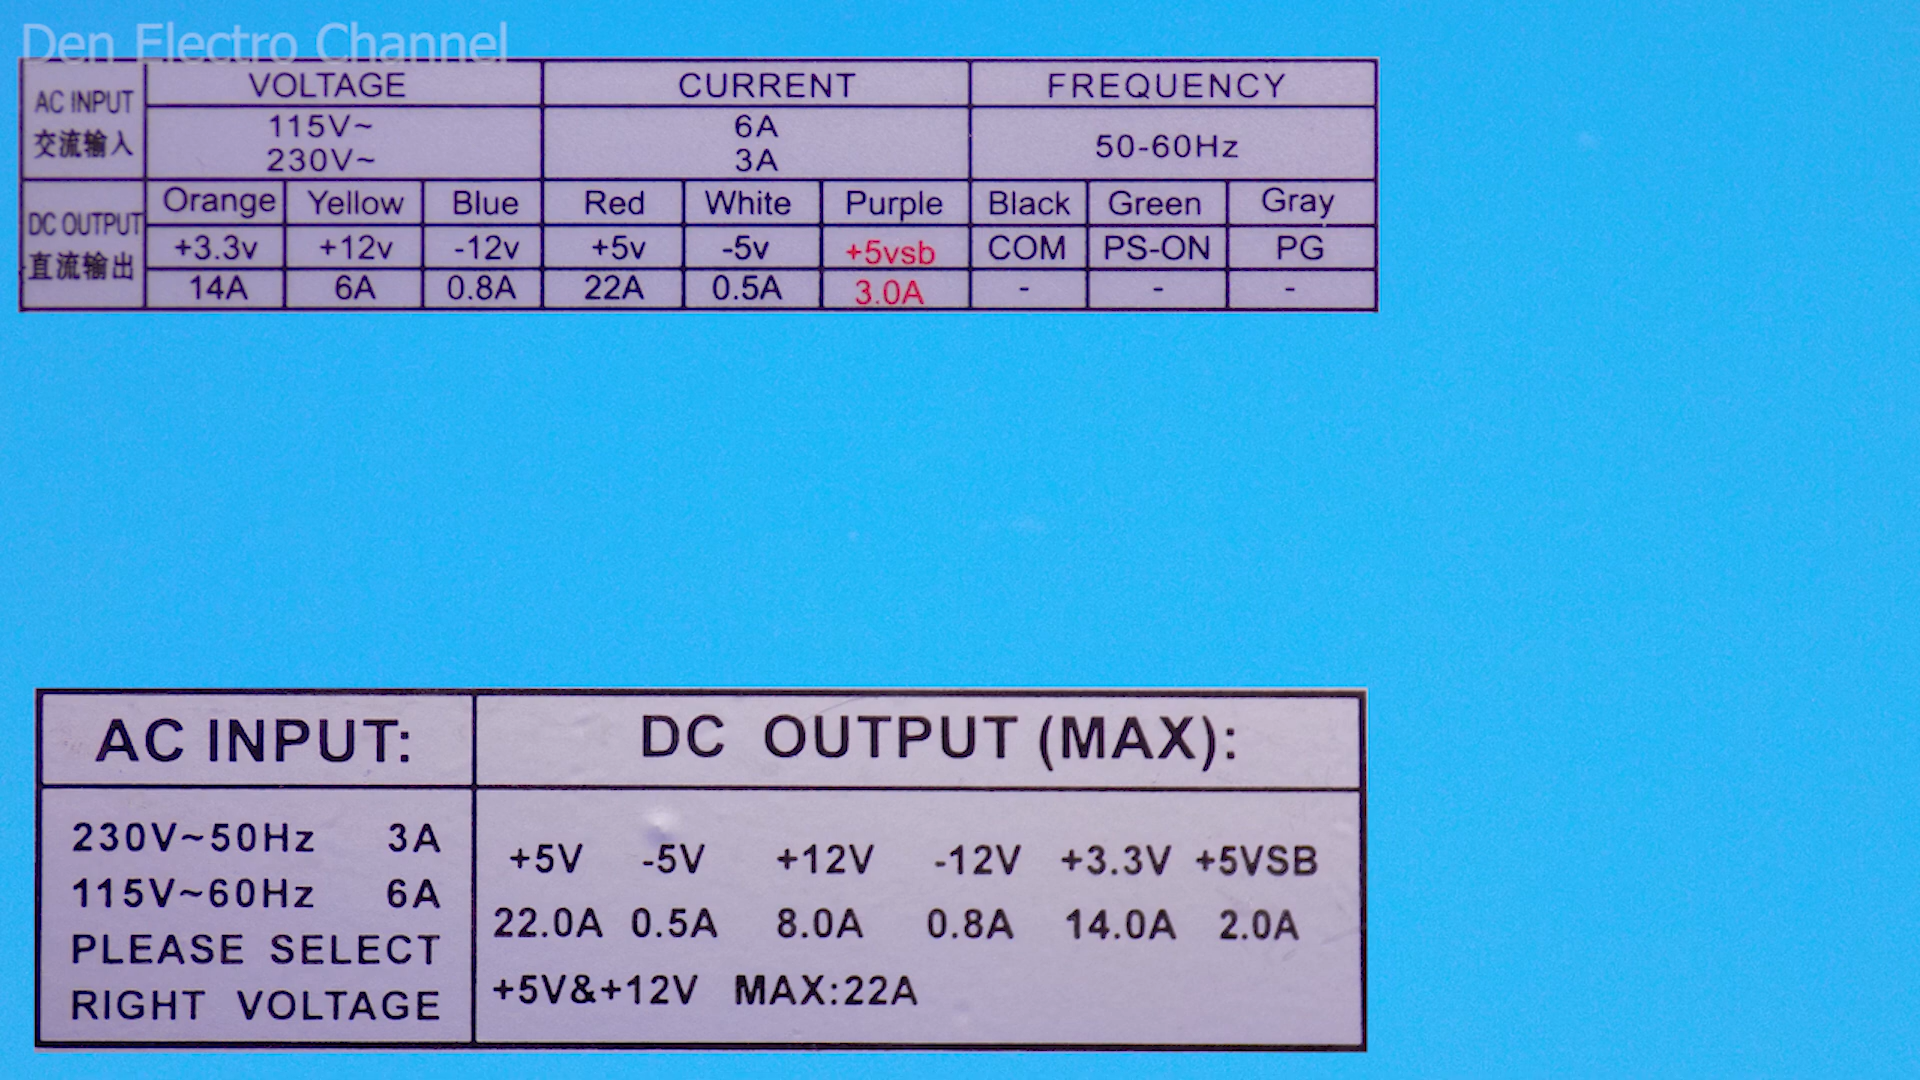 Den Electro Channel
AC INPUT VOLTAGE CURRENT FREQUENCY
交流输入 115V~ 6A 50-60Hz
230V~ 3A
DC OUTPUT Orange Yellow Blue Red White Purple Black Green Gray
直流输出 +3.3v +12v -12v +5v -5v +5vsb COM PS-ON PG
14A 6A 0.8A 22A 0.5A 3.0A - - -
AC INPUT: DC OUTPUT (MAX):
230V~50Hz 3A
115V~60Hz 6A
PLEASE SELECT
RIGHT VOLTAGE
+5V -5V +12V -12V +3.3V +5VSB
22.0A 0.5A 8.0A 0.8A 14.0A 2.0A
+5V&+12V MAX:22A